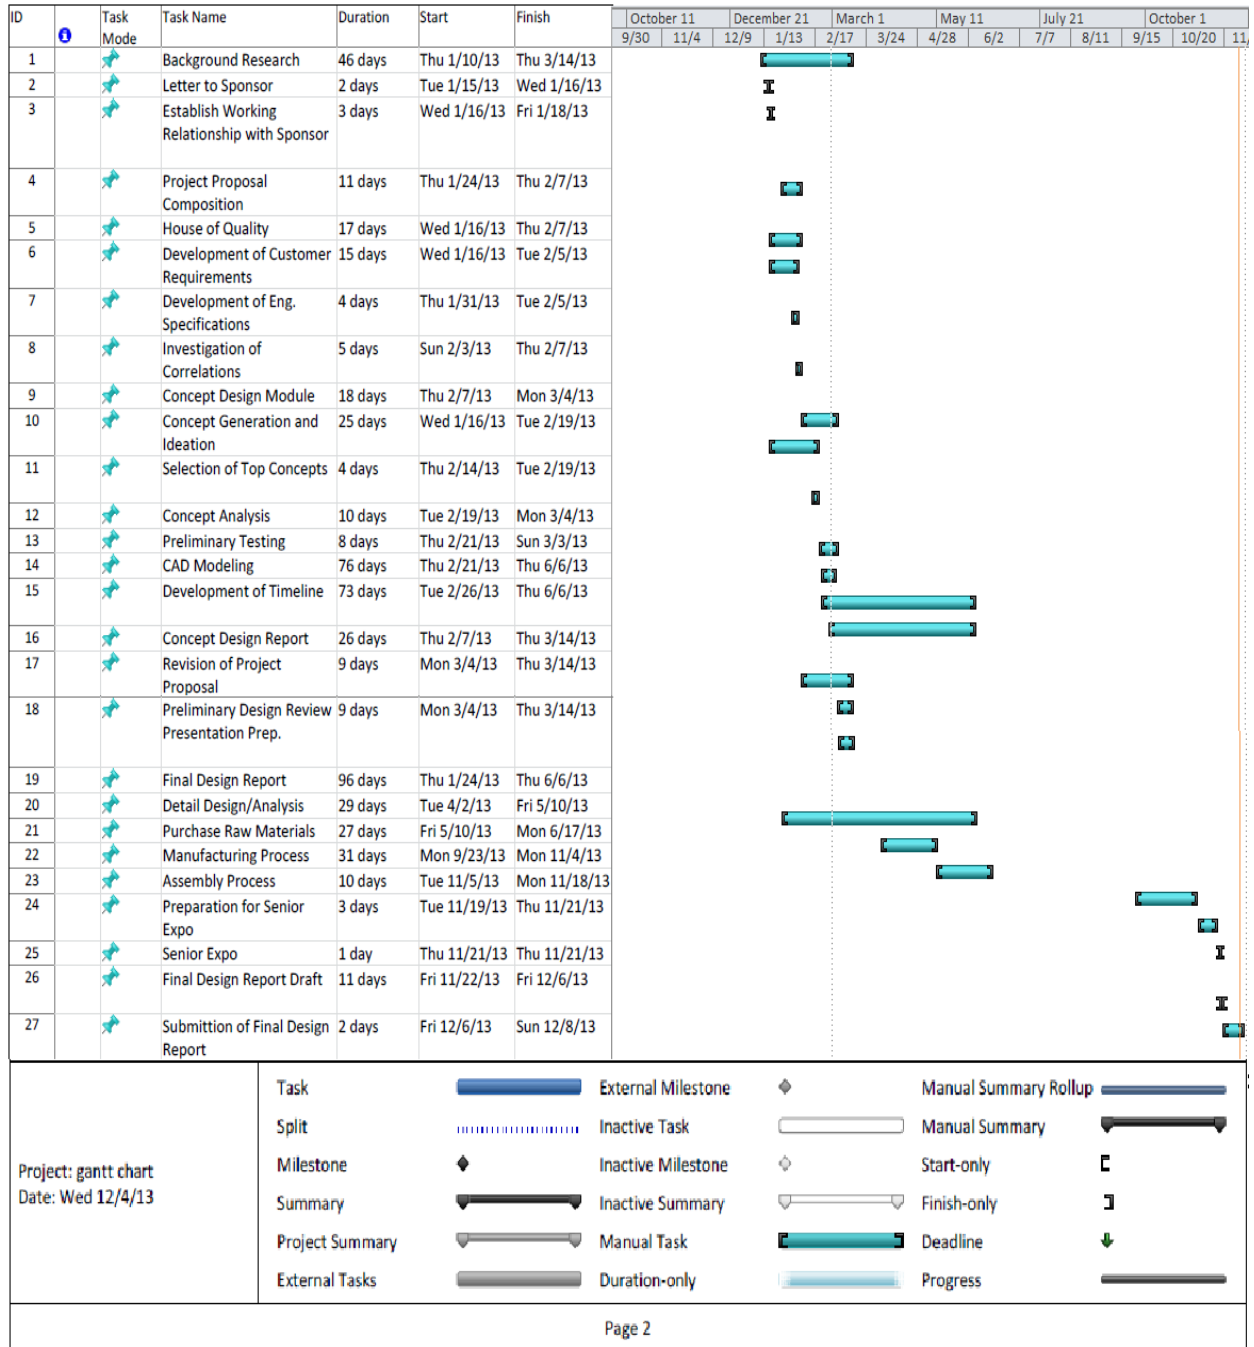 ID Task Mode Task Name Duration Start Finish October 11 December 21 March 1 May 11 July 21 October 1
9/30 11/4 12/9 1/13 2/17 3/24 4/28 6/2 7/7 8/11 9/15 10/20 11/
1 Background Research 46 days Thu 1/10/13 Thu 3/14/13
2 Letter to Sponsor 2 days Tue 1/15/13 Wed 1/16/13
3 Establish Working 3 days Wed 1/16/13 Fri 1/18/13
Relationship with Sponsor
4 Project Proposal 11 days Thu 1/24/13 Thu 2/7/13
Composition
5 House of Quality 17 days Wed 1/16/13 Thu 2/7/13
6 Development of Customer 15 days Wed 1/16/13 Tue 2/5/13
Requirements
7 Development of Eng. 4 days Thu 1/31/13 Tue 2/5/13
Specifications
8 Investigation of 5 days Sun 2/3/13 Thu 2/7/13
Correlations
9 Concept Design Module 18 days Thu 2/7/13 Mon 3/4/13
10 Concept Generation and 25 days Wed 1/16/13 Tue 2/19/13
Ideation
11 Selection of Top Concepts 4 days Thu 2/14/13 Tue 2/19/13
12 Concept Analysis 10 days Tue 2/19/13 Mon 3/4/13
13 Preliminary Testing 8 days Thu 2/21/13 Sun 3/3/13
14 CAD Modeling 76 days Thu 2/21/13 Thu 6/6/13
15 Development of Timeline 73 days Tue 2/26/13 Thu 6/6/13
16 Concept Design Report 26 days Thu 2/7/13 Thu 3/14/13
17 Revision of Project 9 days Mon 3/4/13 Thu 3/14/13
Proposal
18 Preliminary Design Review 9 days Mon 3/4/13 Thu 3/14/13
Presentation Prep.
19 Final Design Report 96 days Thu 1/24/13 Thu 6/6/13
20 Detail Design/Analysis 29 days Tue 4/2/13 Fri 5/10/13
21 Purchase Raw Materials 27 days Fri 5/10/13 Mon 6/17/13
22 Manufacturing Process 31 days Mon 9/23/13 Mon 11/4/13
23 Assembly Process 10 days Tue 11/5/13 Mon 11/18/13
24 Preparation for Senior 3 days Tue 11/19/13 Thu 11/21/13
Expo
25 Senior Expo 1 day Thu 11/21/13 Thu 11/21/13
26 Final Design Report Draft 11 days Fri 11/22/13 Fri 12/6/13
27 Submittion of Final Design 2 days Fri 12/6/13 Sun 12/8/13
Report
Project: gantt chart
Date: Wed 12/4/13
Task External Milestone Manual Summary Rollup
Split Inactive Task Manual Summary
Milestone Inactive Milestone Start-only
Summary Inactive Summary Finish-only
Project Summary Manual Task Deadline
External Tasks Duration-only Progress
Page 2